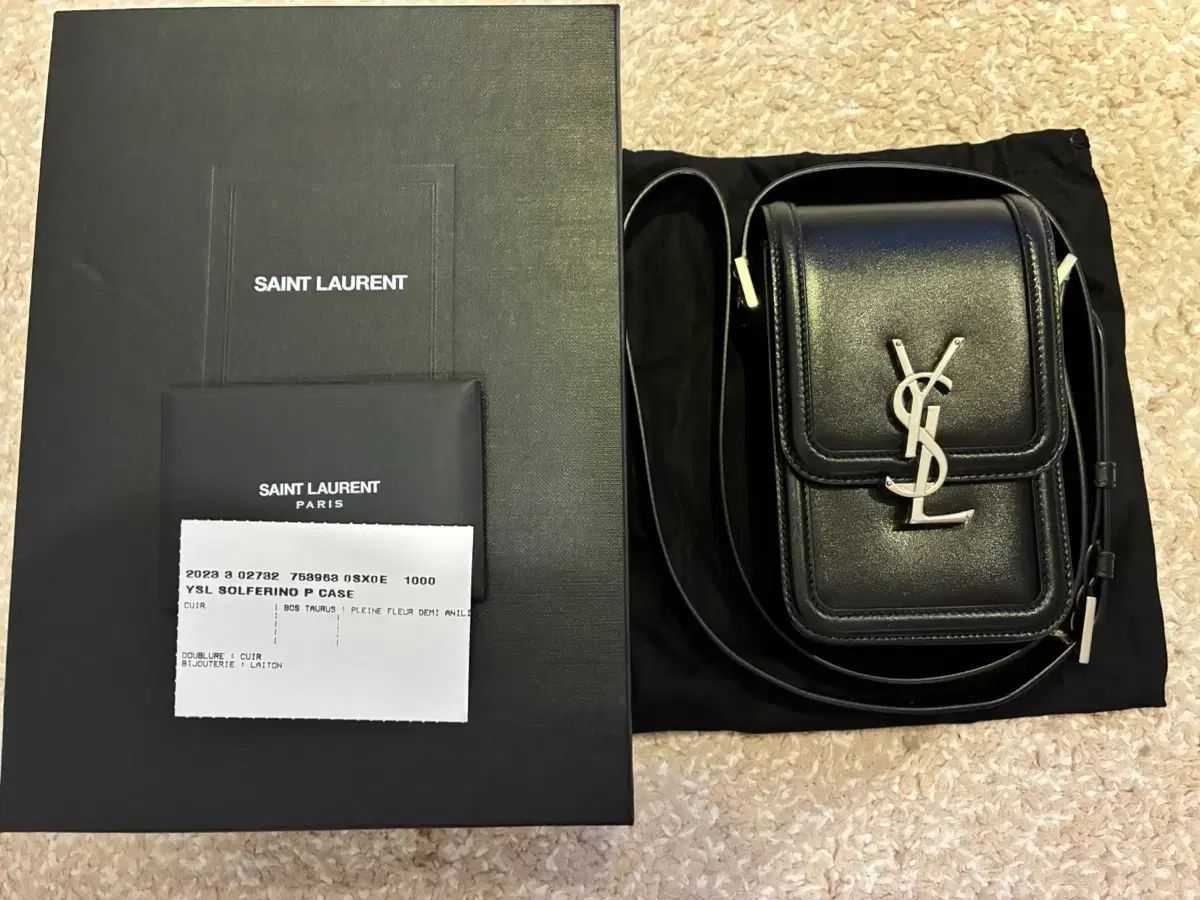 SAINT LAURENT
SAINT LAURENT
PARIS
2023 3 02732 753963 0SX0E 1000
YSL SOLFERINO P CASE
CUIR | BOS TAURUS : PLEINE FLEUR DEMI ANILI
DOUBLURE : CUIR
BIJOUTERIE : LAITON
YSL